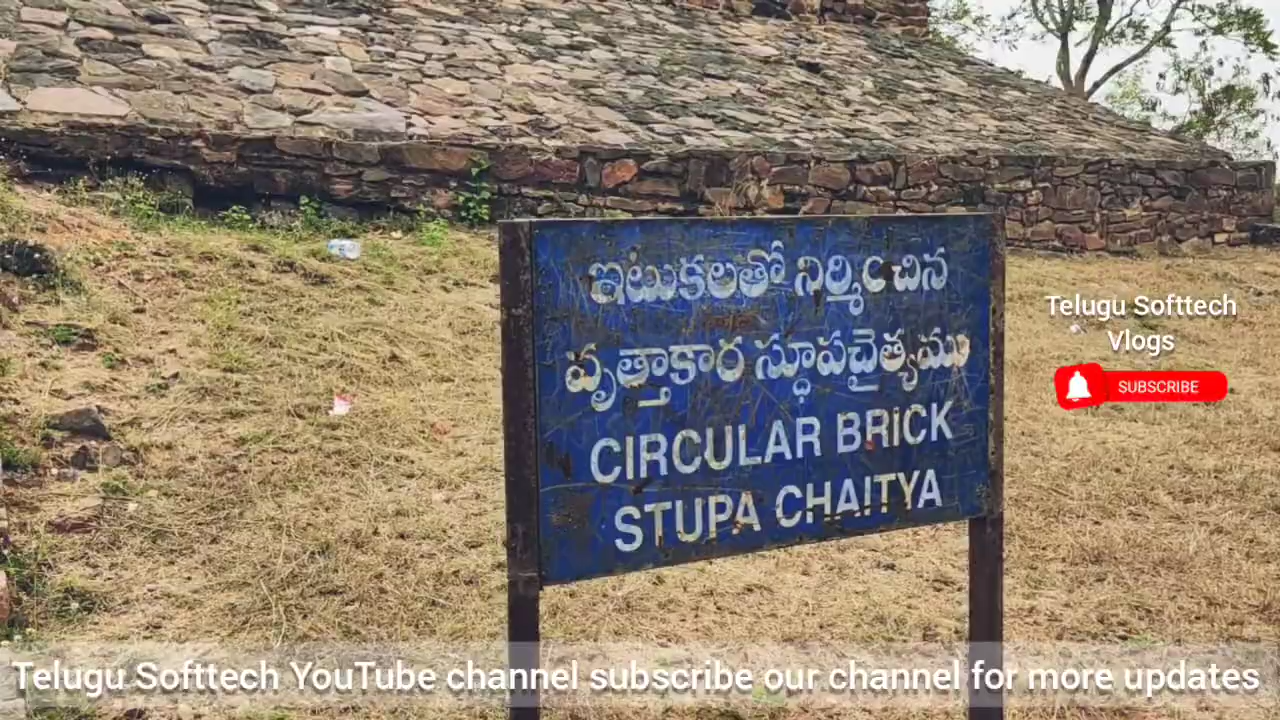 ఇటుకలతో నిర్మించిన
వృత్తాకార స్థూపచైత్యము
CIRCULAR BRICK
STUPA CHAITYA
Telugu Softtech
Vlogs
SUBSCRIBE
Telugu Softtech YouTube channel subscribe our channel for more updates